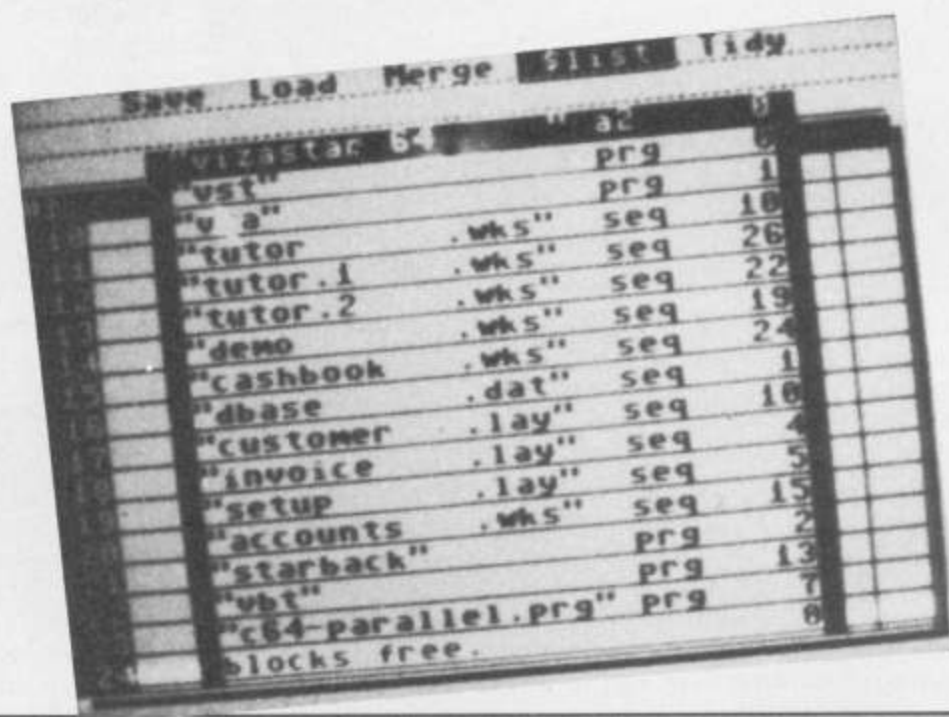 Save Load Merge $list Tidy
"vizastar 64 " a2
"vst" prg
"v a" prg 1
"tutor .wks" seq 10
"tutor.1 .wks" seq 26
"tutor.2 .wks" seq 22
"demo .wks" seq 19
"cashbook .wks" seq 24
"dbase .dat" seq 1
"customer .lay" seq 10
"invoice .lay" seq 4
"setup .lay" seq 5
"accounts .wks" seq 15
"starback" prg 2
"vbt" prg 13
"c64-parallel.prg" prg 7
blocks free. 0